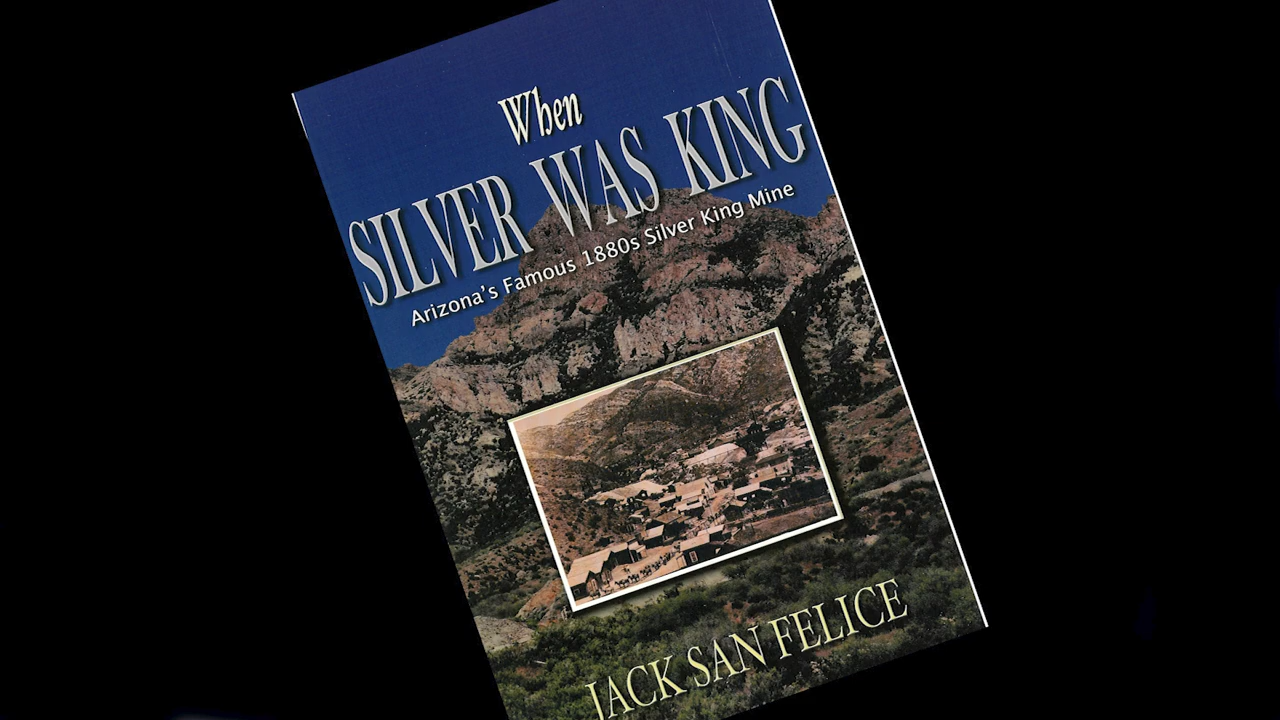 When
SILVER WAS KING
Arizona's Famous 1880s Silver King Mine
JACK SAN FELICE